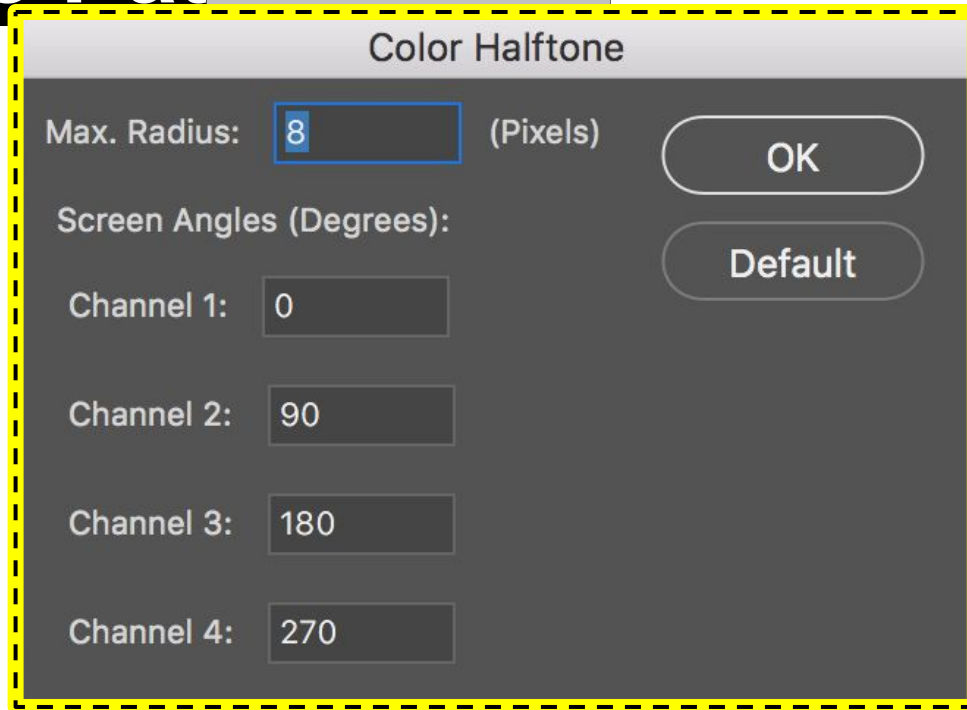 Color Halftone
Max. Radius: 8 (Pixels)
OK
Screen Angles (Degrees):
Default
Channel 1: 0
Channel 2: 90
Channel 3: 180
Channel 4: 270